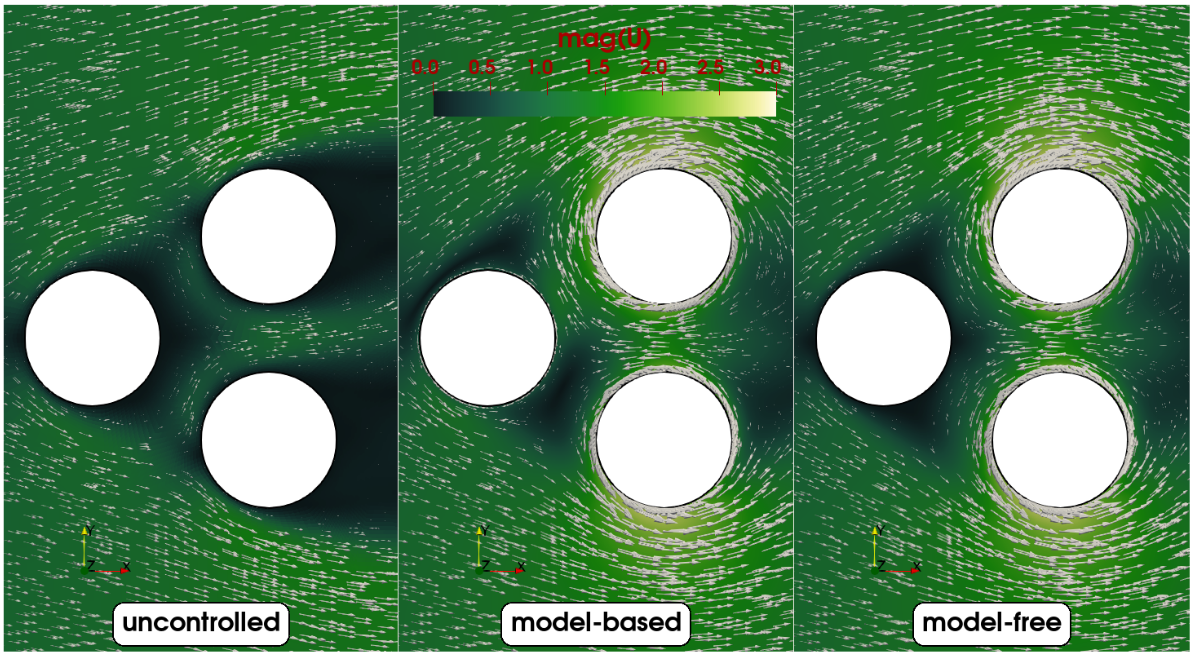 mag(U)
0.0 0.5 1.0 1.5 2.0 2.5 3.0
Y
Z X
Y
Z X
Y
Z X
uncontrolled
model-based
model-free